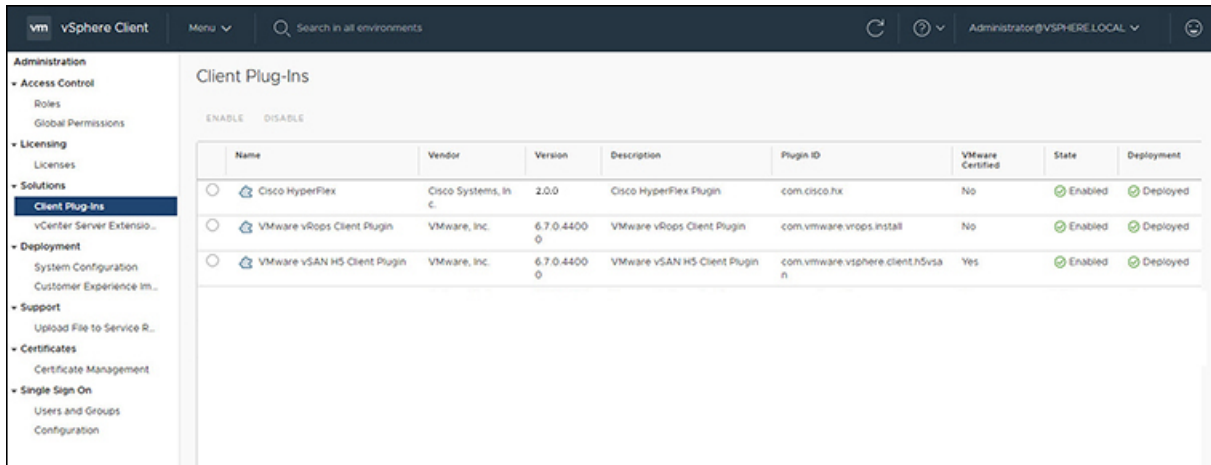 vm vSphere Client Menu Search in all environments Administrator@VSPHERE.LOCAL
Administration
Access Control
Roles
Global Permissions
Licensing
Licenses
Solutions
Client Plug-Ins
vCenter Server Extensio...
Deployment
System Configuration
Customer Experience Im...
Support
Upload File to Service R...
Certificates
Certificate Management
Single Sign On
Users and Groups
Configuration
Client Plug-Ins
ENABLE DISABLE
Name Vendor Version Description Plugin ID VMware Certified State Deployment
Cisco HyperFlex Cisco Systems, In c. 2.0.0 Cisco HyperFlex Plugin com.cisco.hx No Enabled Deployed
VMware vRops Client Plugin VMware, Inc. 6.7.0.4400 0 VMware vRops Client Plugin com.vmware.vrops.install No Enabled Deployed
VMware vSAN H5 Client Plugin VMware, Inc. 6.7.0.4400 0 VMware vSAN H5 Client Plugin com.vmware.vsphere.client.h5vsa n Yes Enabled Deployed